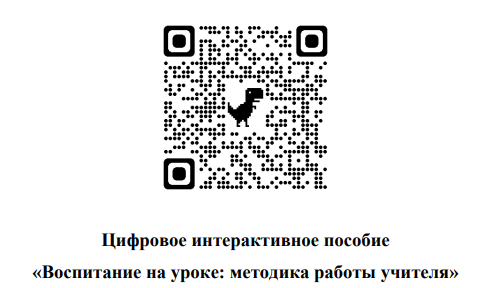 Цифровое интерактивное пособие
«Воспитание на уроке: методика работы учителя»